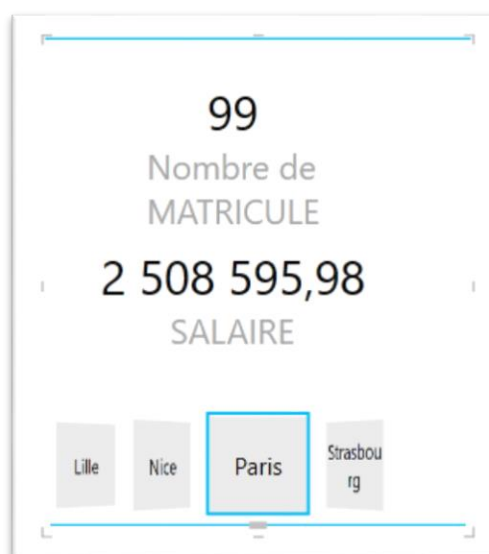 99
Nombre de
MATRICULE
2 508 595,98
SALAIRE
Lille
Nice
Paris
Strasbou
rg